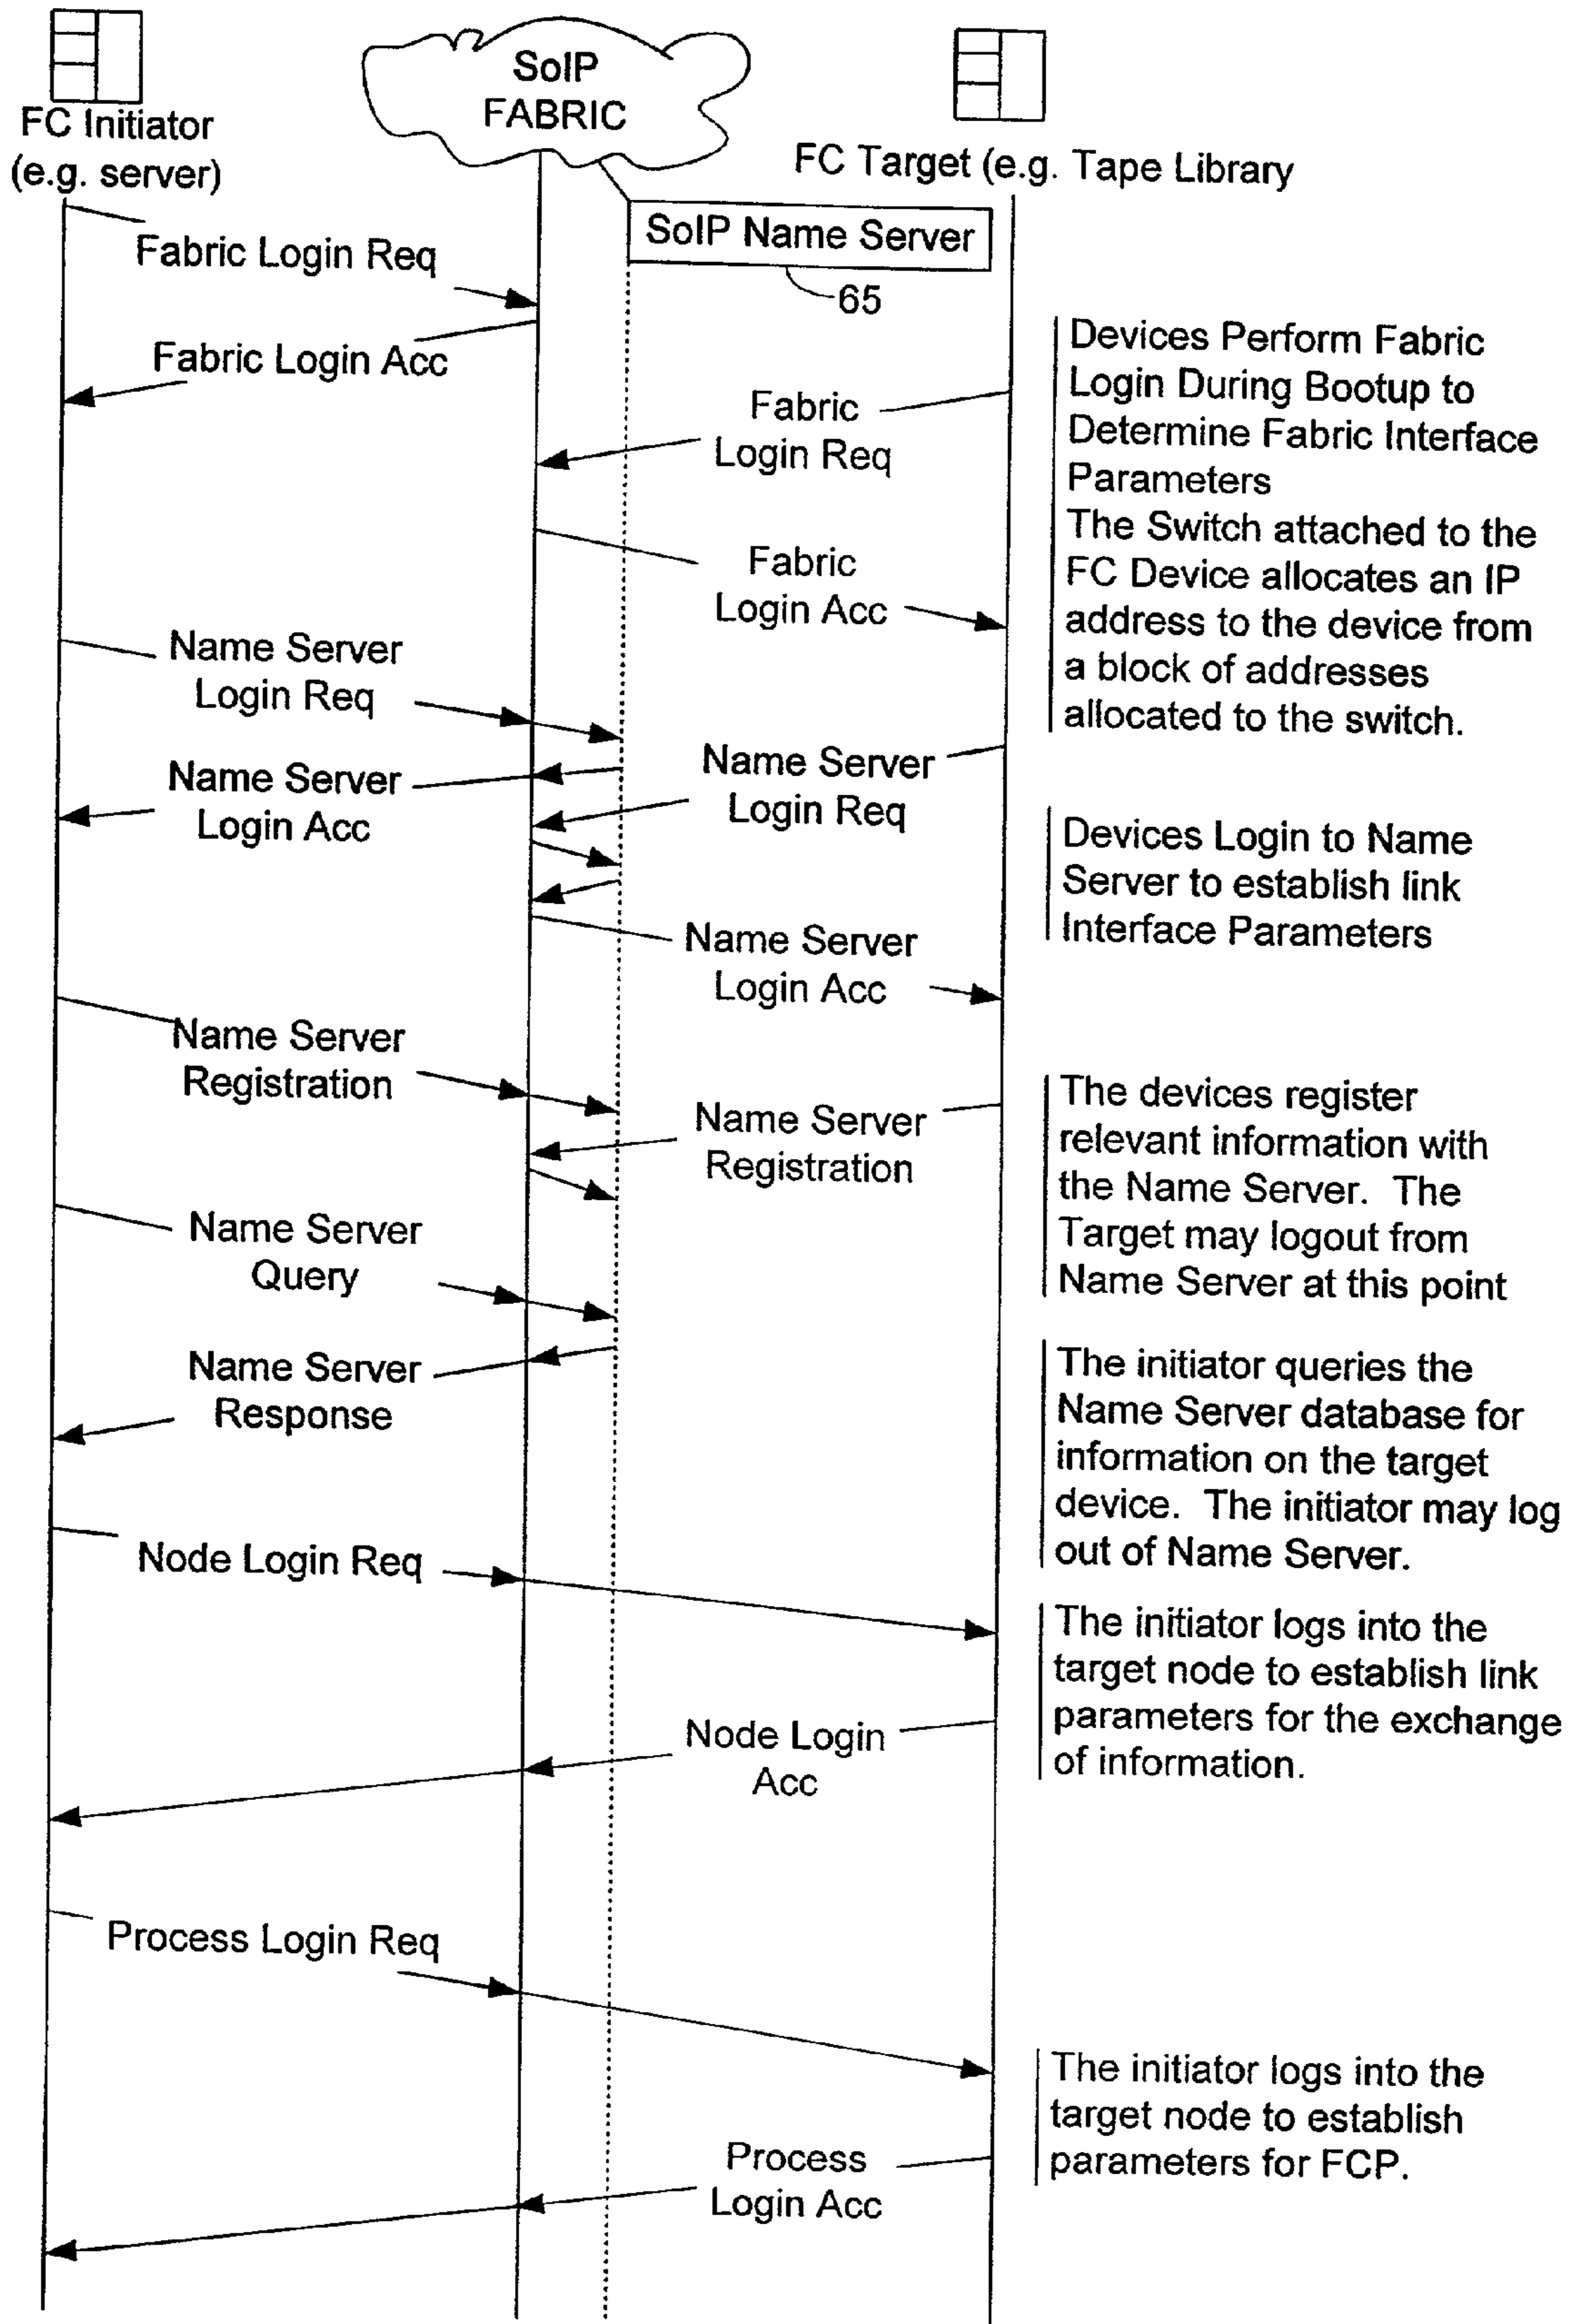 SoIP
FABRIC
FC Initiator
(e.g. server)
FC Target (e.g. Tape Library
SoIP Name Server
65
Fabric Login Req
Fabric Login Acc
Fabric
Login Req
Fabric
Login Acc
Devices Perform Fabric
Login During Bootup to
Determine Fabric Interface
Parameters
The Switch attached to the
FC Device allocates an IP
address to the device from
a block of addresses
allocated to the switch.
Name Server
Login Req
Name Server
Login Acc
Name Server
Login Req
Name Server
Login Acc
Devices Login to Name
Server to establish link
Interface Parameters
Name Server
Registration
Name Server
Registration
The devices register
relevant information with
the Name Server. The
Target may logout from
Name Server at this point
Name Server
Query
Name Server
Response
The initiator queries the
Name Server database for
information on the target
device. The initiator may log
out of Name Server.
Node Login Req
The initiator logs into the
target node to establish link
parameters for the exchange
of information.
Node Login
Acc
Process Login Req
The initiator logs into the
target node to establish
parameters for FCP.
Process
Login Acc